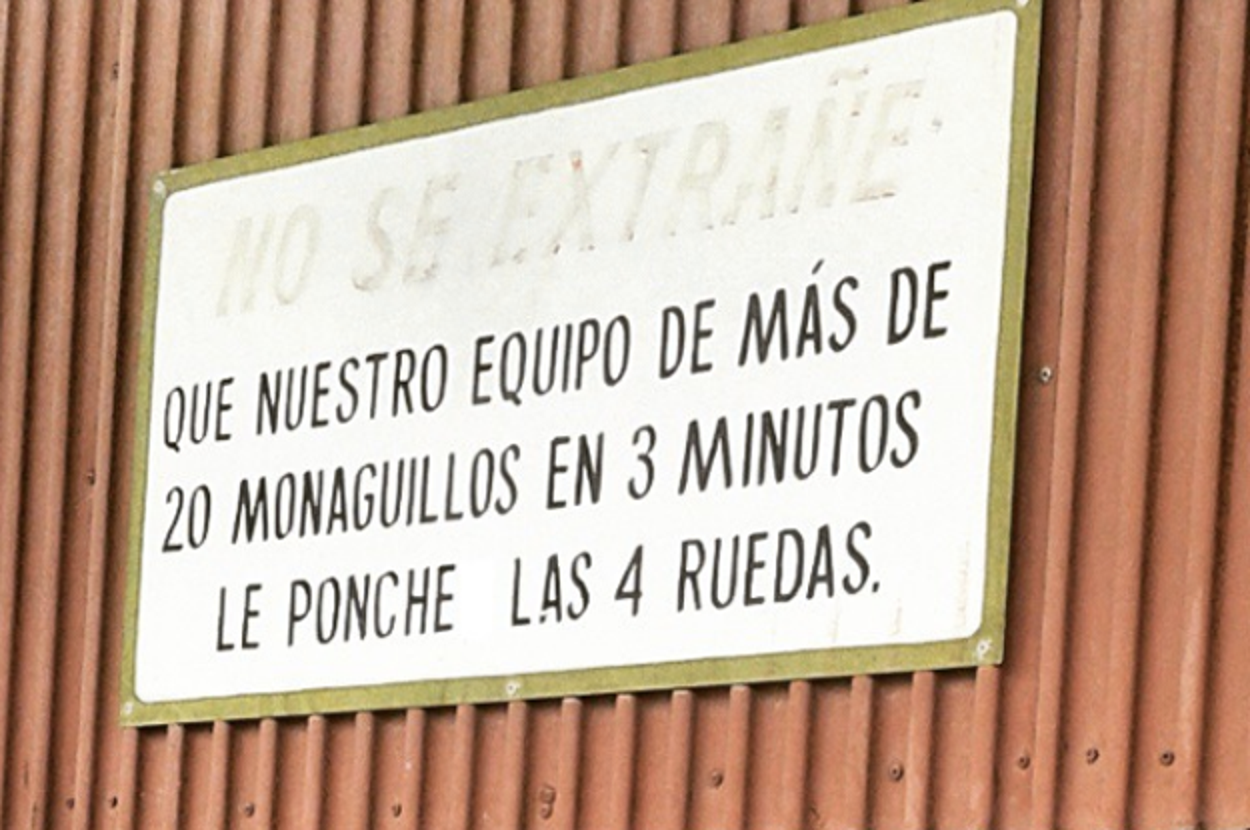 NO SE EXTRAÑE
QUE NUESTRO EQUIPO DE MÁS DE
20 MONAGUILLOS EN 3 MINUTOS
LE PONCHE LAS 4 RUEDAS.